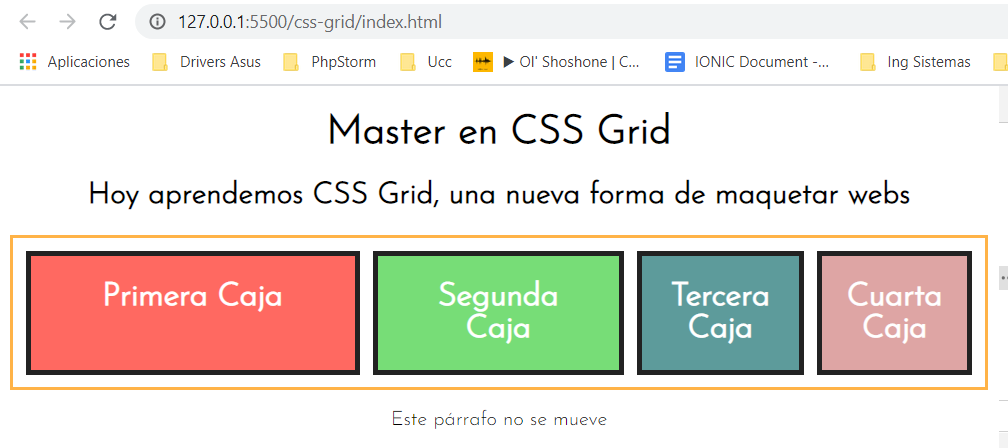 127.0.0.1:5500/css-grid/index.html
Aplicaciones Drivers Asus PhpStorm Ucc ▶ Ol' Shoshone | C... IONIC Document -... Ing Sistemas
Master en CSS Grid
Hoy aprendemos CSS Grid, una nueva forma de maquetar webs
Primera Caja
Segunda
Caja
Tercera
Caja
Cuarta
Caja
Este párrafo no se mueve